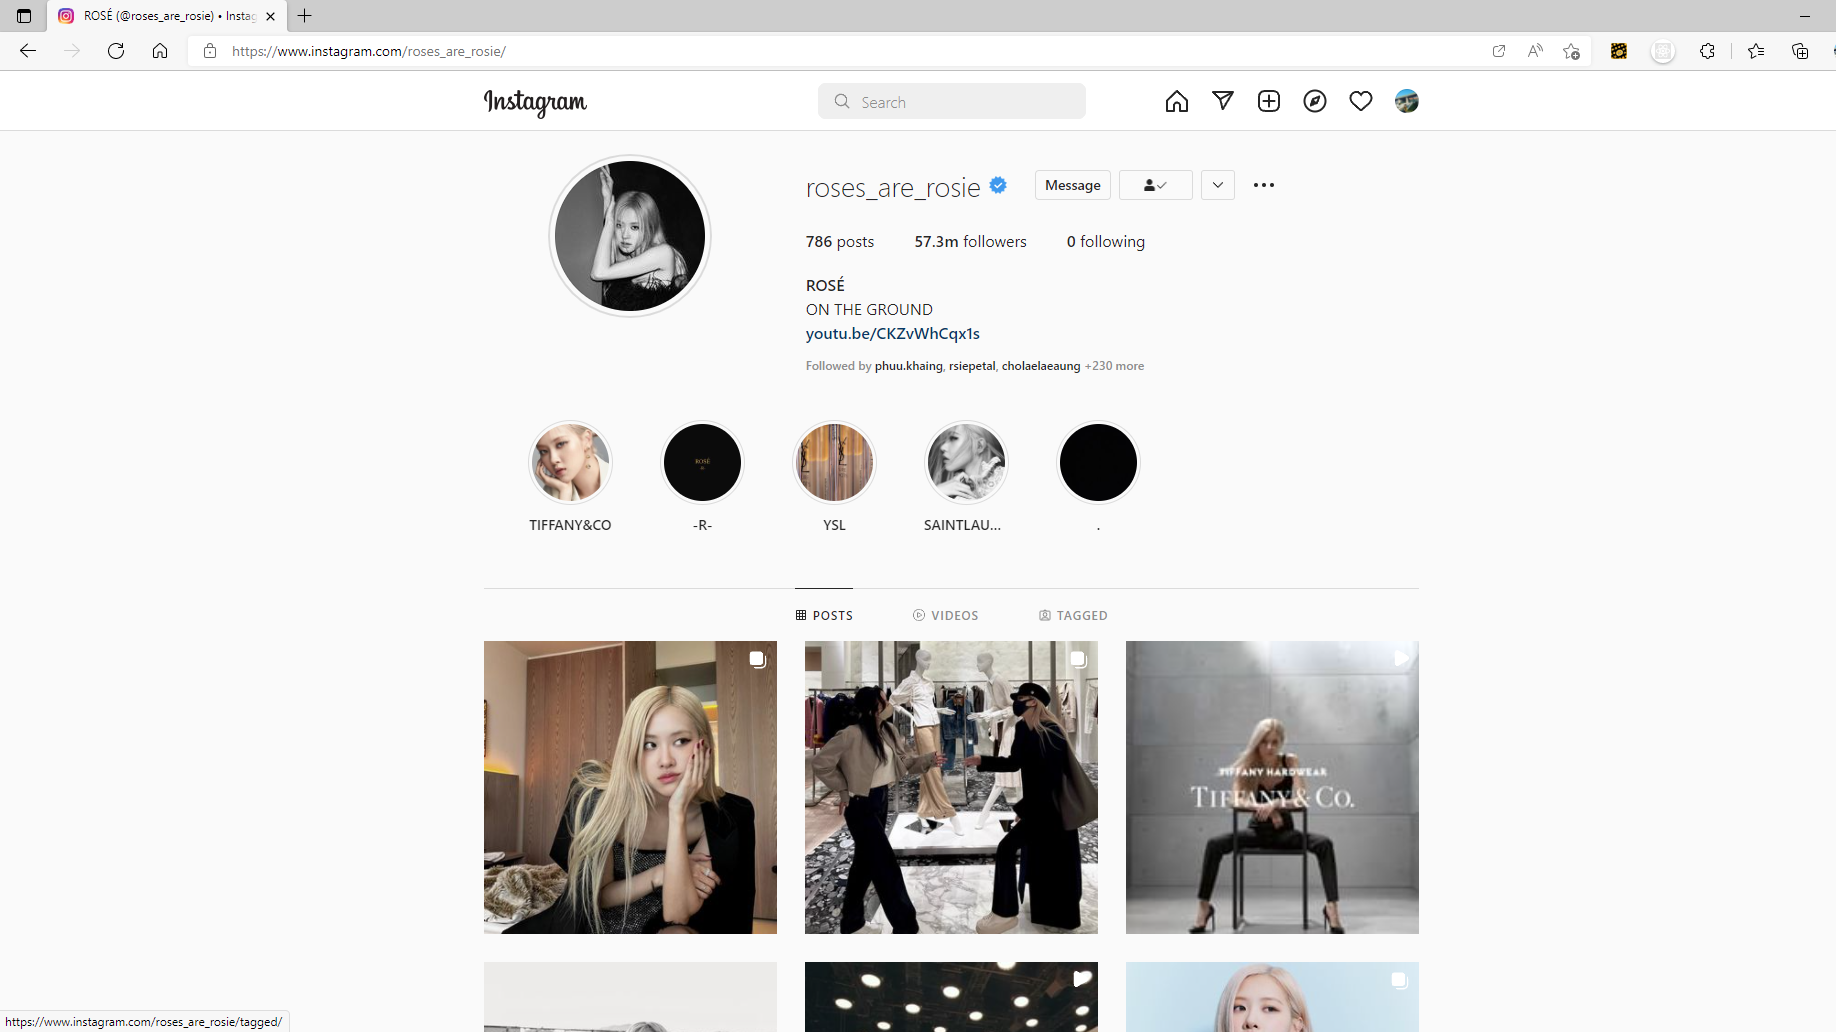 ROSÉ (@roses_are_rosie) • Instag
https://www.instagram.com/roses_are_rosie/
Instagram
Search
roses_are_rosie
Message
786 posts 57.3m followers 0 following
ROSÉ
ON THE GROUND
youtu.be/CKZvWhCqx1s
Followed by phuu.khaing, rsiepetal, cholaelaeaung +230 more
ROSÉ
TIFFANY&CO
-R-
YSL
SAINTLAU...
.
POSTS VIDEOS TAGGED
TIFFANY HARDWEAR
TIFFANY & CO.
https://www.instagram.com/roses_are_rosie/tagged/